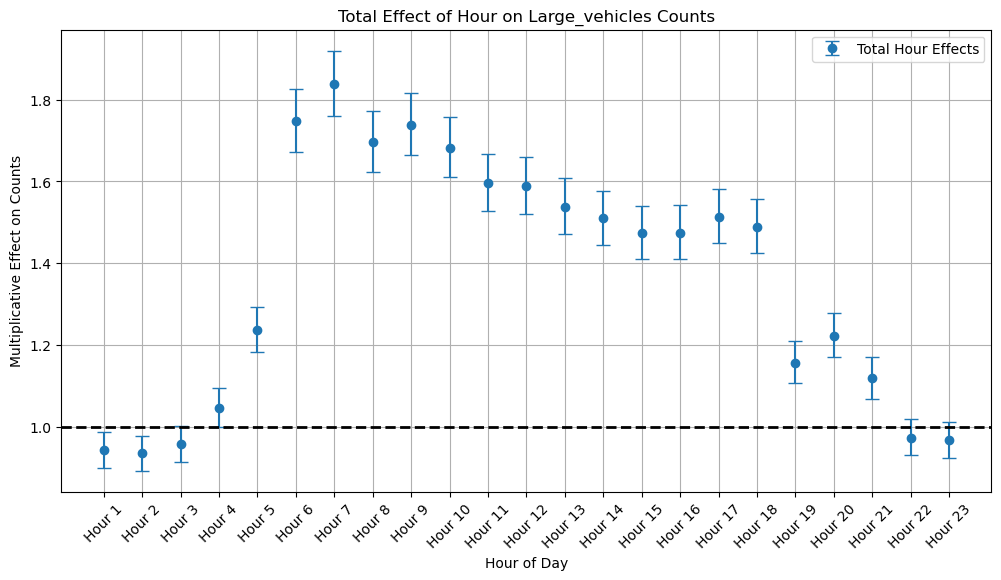 Total Effect of Hour on Large_vehicles Counts
Total Hour Effects
Multiplicative Effect on Counts
1.8
1.6
1.4
1.2
1.0
Hour 1
Hour 2
Hour 3
Hour 4
Hour 5
Hour 6
Hour 7
Hour 8
Hour 9
Hour 10
Hour 11
Hour 12
Hour 13
Hour 14
Hour 15
Hour 16
Hour 17
Hour 18
Hour 19
Hour 20
Hour 21
Hour 22
Hour 23
Hour of Day